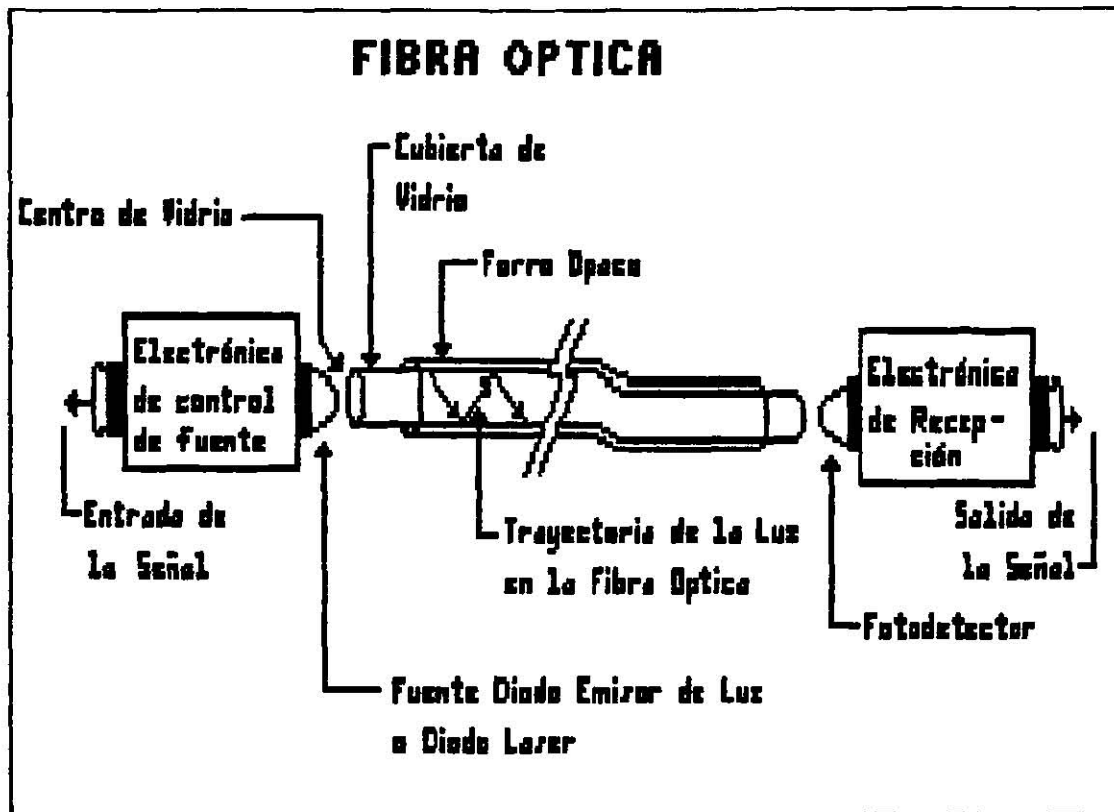 FIBRA OPTICA
Cubierta de
Vidrio
Centro de Vidrio
Forro Opaco
Electrónica
de control
de fuente
Electrónica
de Recep-
ción
Entrada de
la Señal
Trayectoria de la Luz
en la Fibra Optica
Salida de
la Señal
Fotodetector
Fuente Diodo Emisor de Luz
o Diodo Laser